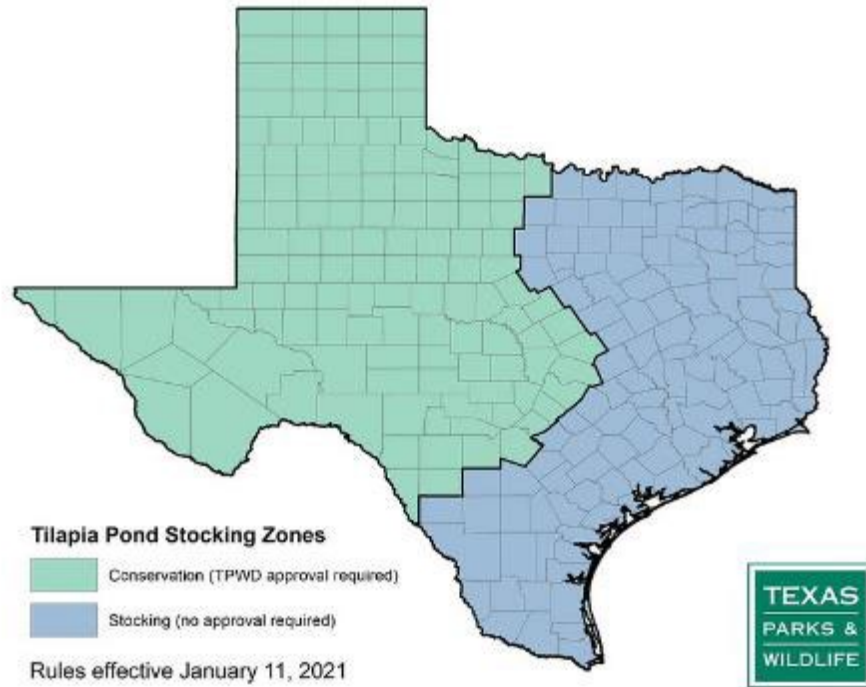 Tilapia Pond Stocking Zones
Conservation (TPWD approval required)
Stocking (no approval required)
Rules effective January 11, 2021
TEXAS
PARKS &
WILDLIFE